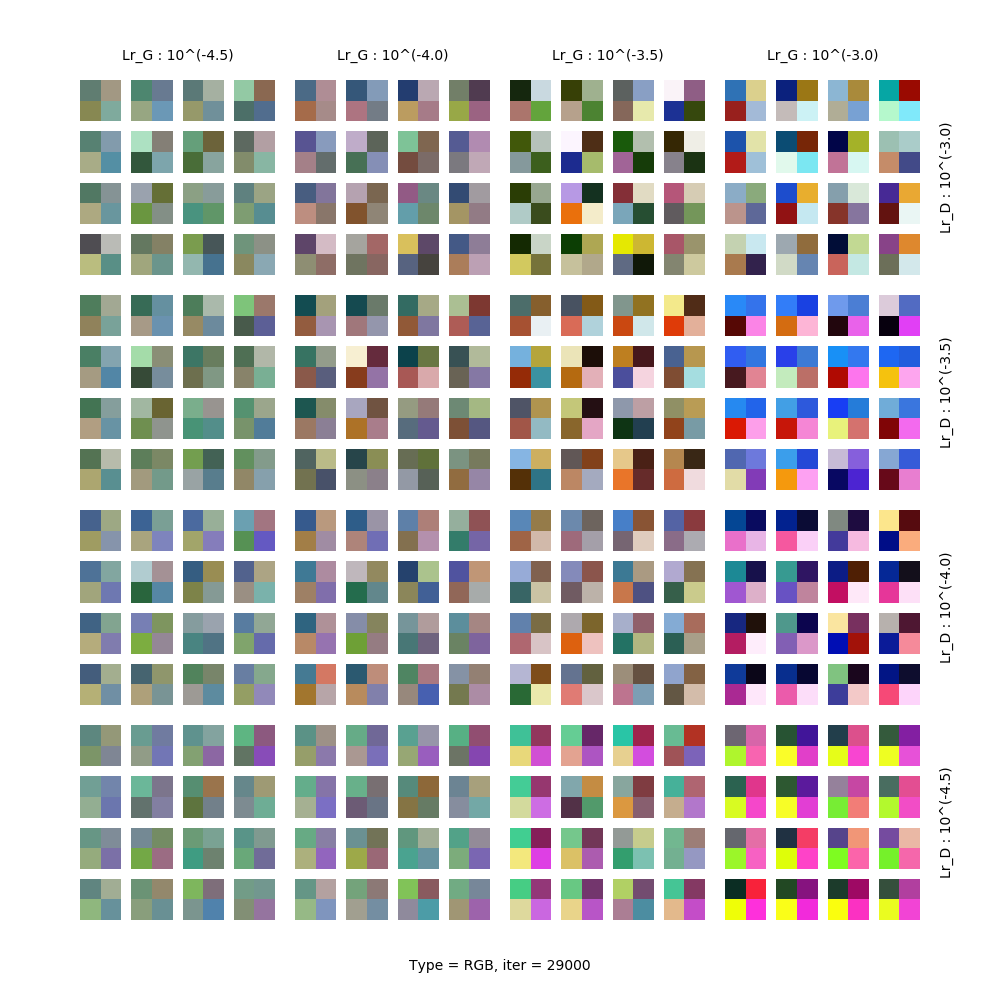 Lr_G : 10^(-4.5)
Lr_G : 10^(-4.0)
Lr_G : 10^(-3.5)
Lr_G : 10^(-3.0)
Lr_D : 10^(-3.0)
Lr_D : 10^(-3.5)
Lr_D : 10^(-4.0)
Lr_D : 10^(-4.5)
Type = RGB, iter = 29000